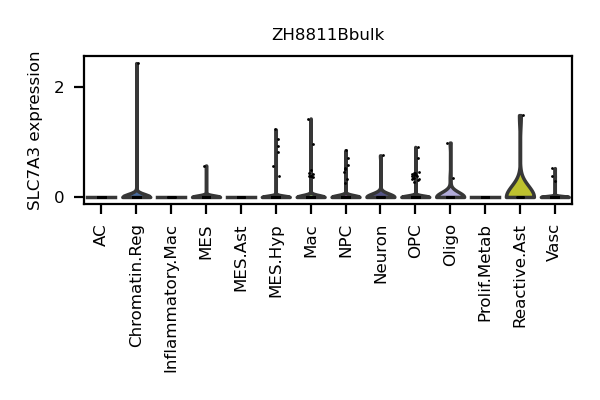 ZH8811Bbulk
SLC7A3 expression
2
0
AC
Chromatin.Reg
Inflammatory.Mac
MES
MES.Ast
MES.Hyp
Mac
NPC
Neuron
OPC
Oligo
Prolif.Metab
Reactive.Ast
Vasc